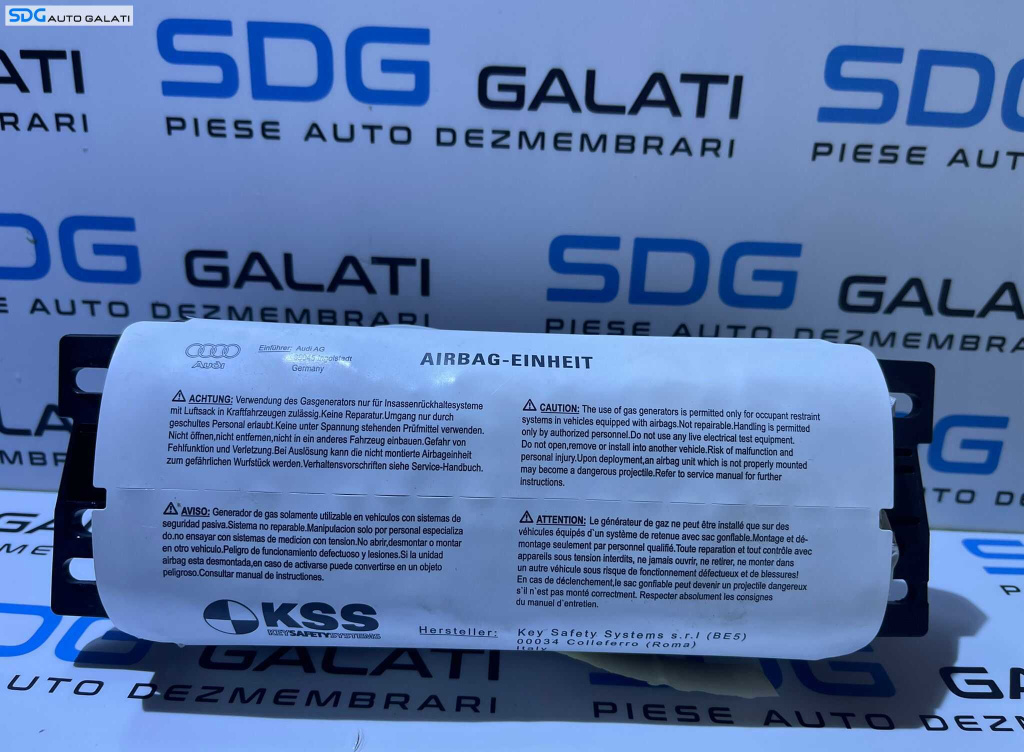 SDG AUTO GALATI
SDG GALATI
PIESE AUTO DEZMEMBRARI
ATI
RARI
SD
PIESE AUT
DG GALATI
PIESE AUTO DEZMEMBRARI
SDG GALA
PIESE AUTO DEZMEM
Audi
Einführer: Audi AG
Germany
AIRBAG-EINHEIT
ACHTUNG: Verwendung des Gasgenerators nur für Insassenrückhaltesysteme
mit Luftsack in Kraftfahrzeugen zulässig.Keine Reparatur.Umgang nur durch
geschultes Personal erlaubt.Keine unter Spannung stehenden Prüfmittel verwenden.
Nicht öffnen,nicht entfernen,nicht in ein anderes Fahrzeug einbauen.Gefahr von
Fehlfunktion und Verletzung.Bei Auslösung kann die nicht montierte Airbageinheit
zum gefährlichen Wurfstück werden.Verhaltensvorschriften siehe Service-Handbuch.
CAUTION: The use of gas generators is permitted only for occupant restraint
systems in vehicles equipped with airbags.Not repairable.Handling is permitted
only by authorized personnel.Do not use any live electrical test equipment.
Do not open,remove or install into another vehicle.Risk of malfunction and
personal injury.Upon deployment,an airbag unit which is not properly mounted
may become a dangerous projectile.Refer to service manual for further
instructions.
AVISO: Generador de gas solamente utilizable en vehiculos con sistemas de
seguridad pasiva.Sistema no reparable.Manipulacion solo por personal especializa
do.no ensayar con sistemas de medicion con tension.No abrir,desmontar o montar
en otro vehiculo.Peligro de funcionamiento defectuoso y lesiones.Si la unidad
airbag esta desmontada,en caso de activarse puede convertirse en un objeto
peligroso.Consultar manual de instrucciones.
ATTENTION: Le générateur de gaz ne peut être installé que sur des
véhicules équipés d´un système de retenue avec sac gonflable.Montage et dé-
montage seulement par personnel qualifié.Toute reparation et tout contrôle avec
appareils sous tension interdits, ne jamais ouvrir, ne retirer, ne monter dans
un autre véhicule sous risque de fonctionnement défectueux et de blessures!
En cas de déclenchement,le sac gonflable peut devenir un projectile dangereux
s´il n´est pas monté correctment. Respecter absolument les consignes
du manuel d´entretien.
KSS
KEYSAFETYSYSTEMS
Hersteller: Key Safety Systems s.r.l (BE5)
00034 Colleferro (Roma)
Italy
GALATI
UTO DEZMEMBRARI
SDG GA
PIESE AUTO DEZME